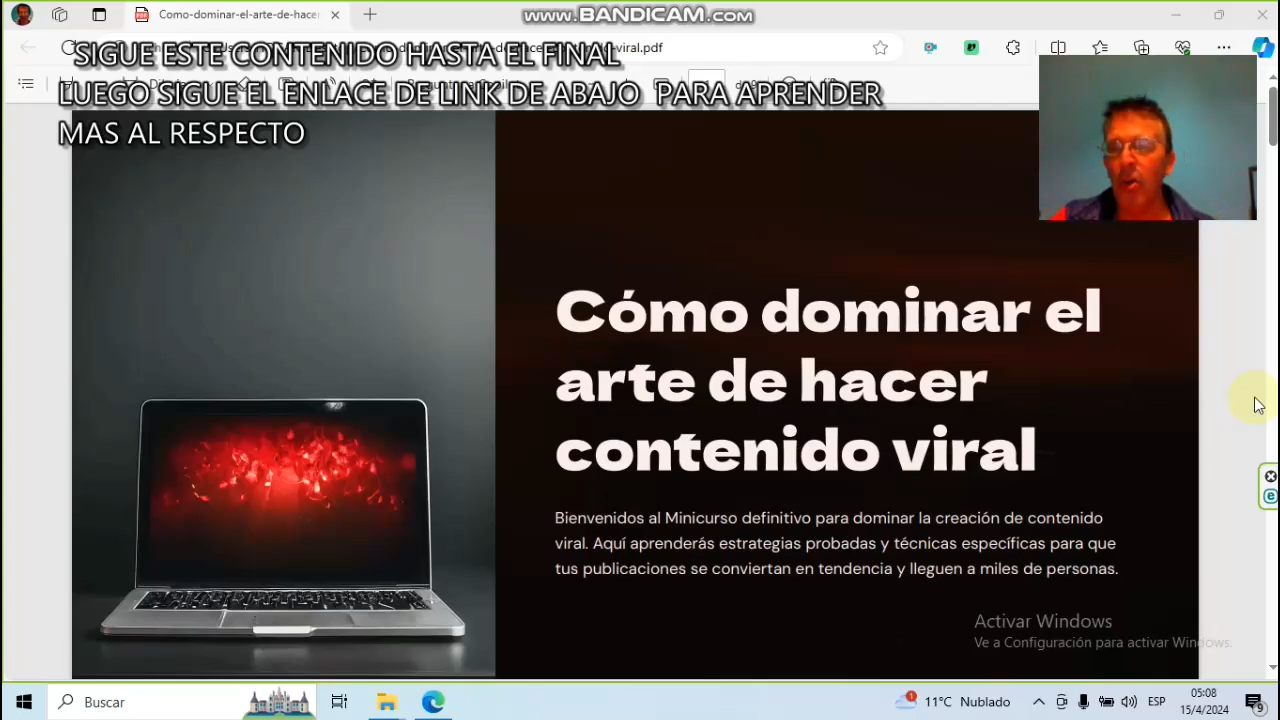 Como-dominar-el-arte-de-hacer
www.BANDICAM.com
viral.pdf
SIGUE ESTE CONTENIDO HASTA EL FINAL
LUEGO SIGUE EL ENLACE DE LINK DE ABAJO PARA APRENDER
MAS AL RESPECTO
Cómo dominar el
arte de hacer
contenido viral
Bienvenidos al Minicurso definitivo para dominar la creación de contenido
viral. Aquí aprenderás estrategias probadas y técnicas específicas para que
tus publicaciones se conviertan en tendencia y lleguen a miles de personas.
Activar Windows
Ve a Configuración para activar Windows.
Buscar
1
11°C Nublado
ESP
05:08
15/4/2024
9